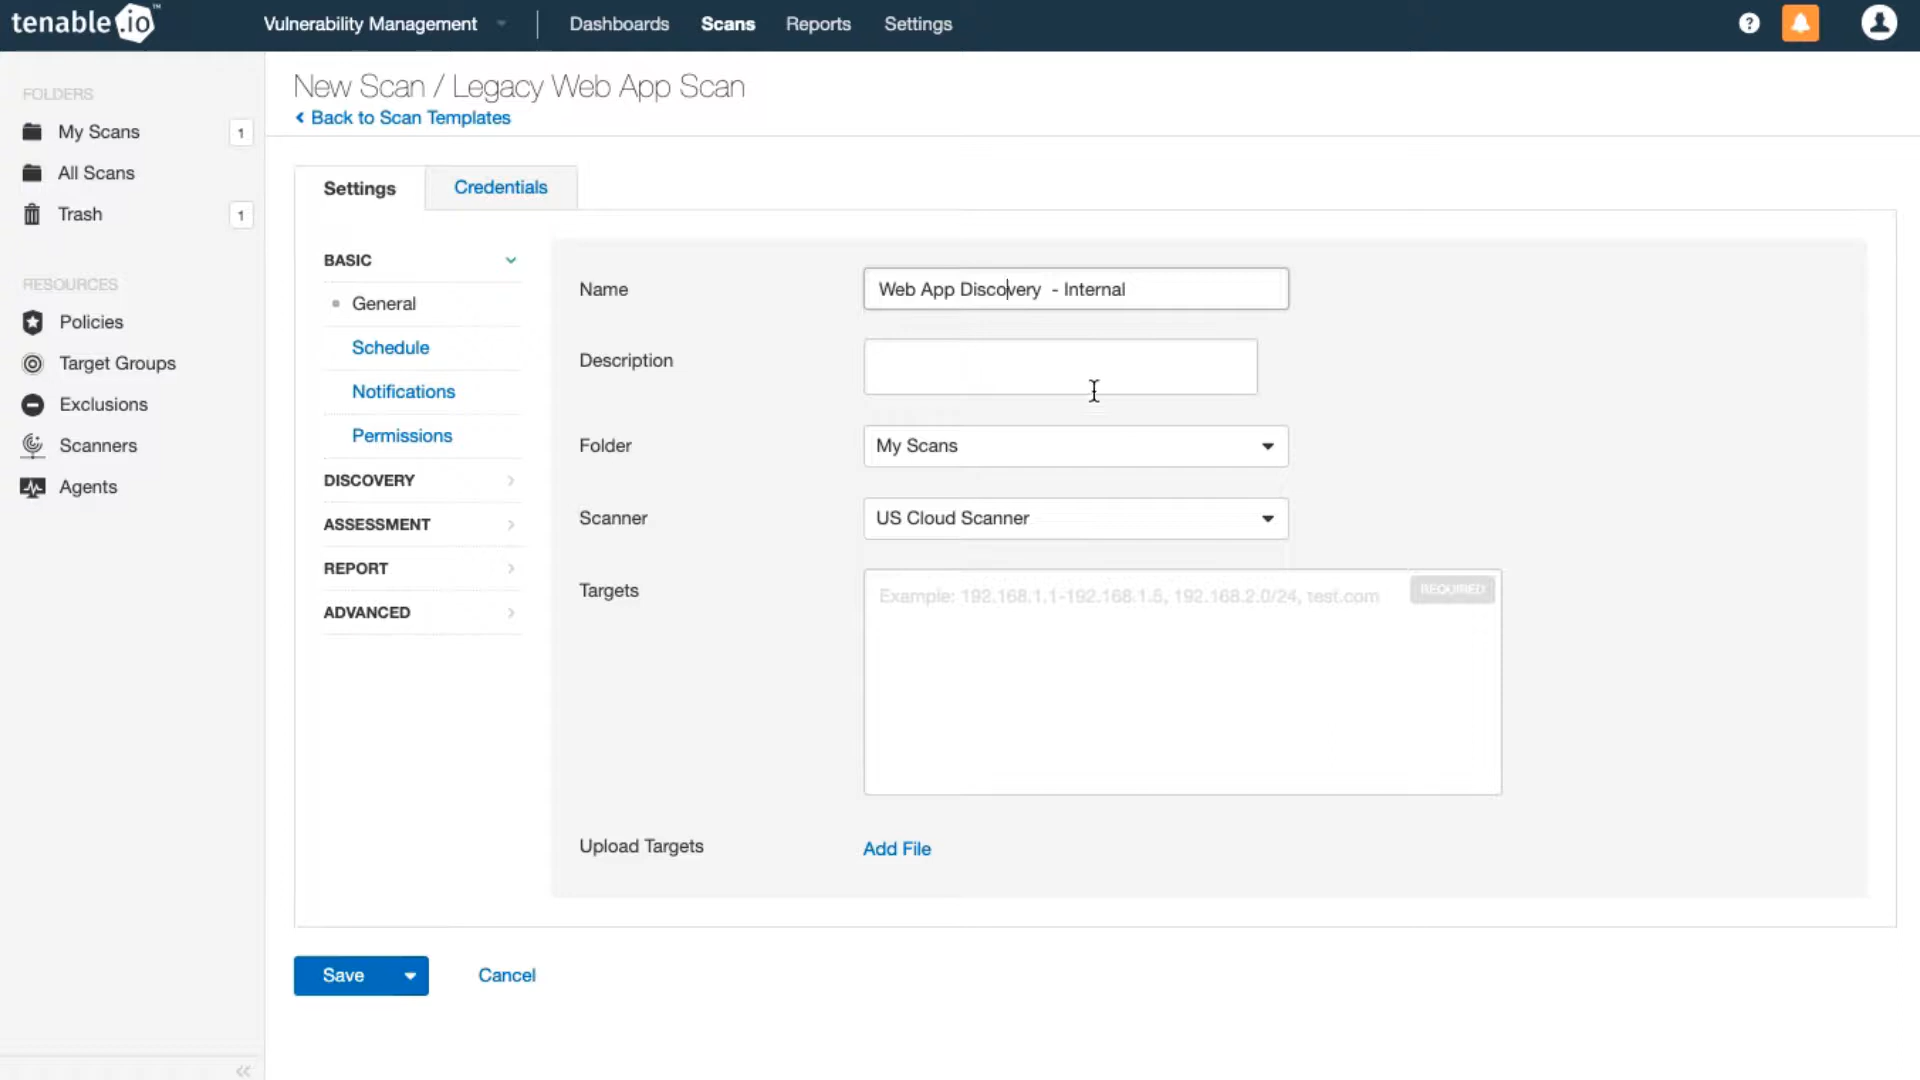 tenable.io™
Vulnerability Management
Dashboards
Scans
Reports
Settings
?
FOLDERS
My Scans
1
All Scans
Trash
1
RESOURCES
Policies
Target Groups
Exclusions
Scanners
Agents
New Scan / Legacy Web App Scan
Back to Scan Templates
Settings
Credentials
BASIC
General
Schedule
Notifications
Permissions
DISCOVERY
ASSESSMENT
REPORT
ADVANCED
Name
Web App Discovery  - Internal
Description
Folder
My Scans
Scanner
US Cloud Scanner
Targets
Example: 192.168.1.1-192.168.1.5, 192.168.2.0/24, test.com
REQUIRED
Upload Targets
Add File
Save
Cancel